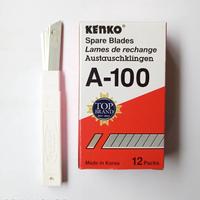 KENKO
Spare Blades
Lames de rechange
Austauschklingen
A-100
TOP
BRAND
Made in Korea
12 Packs